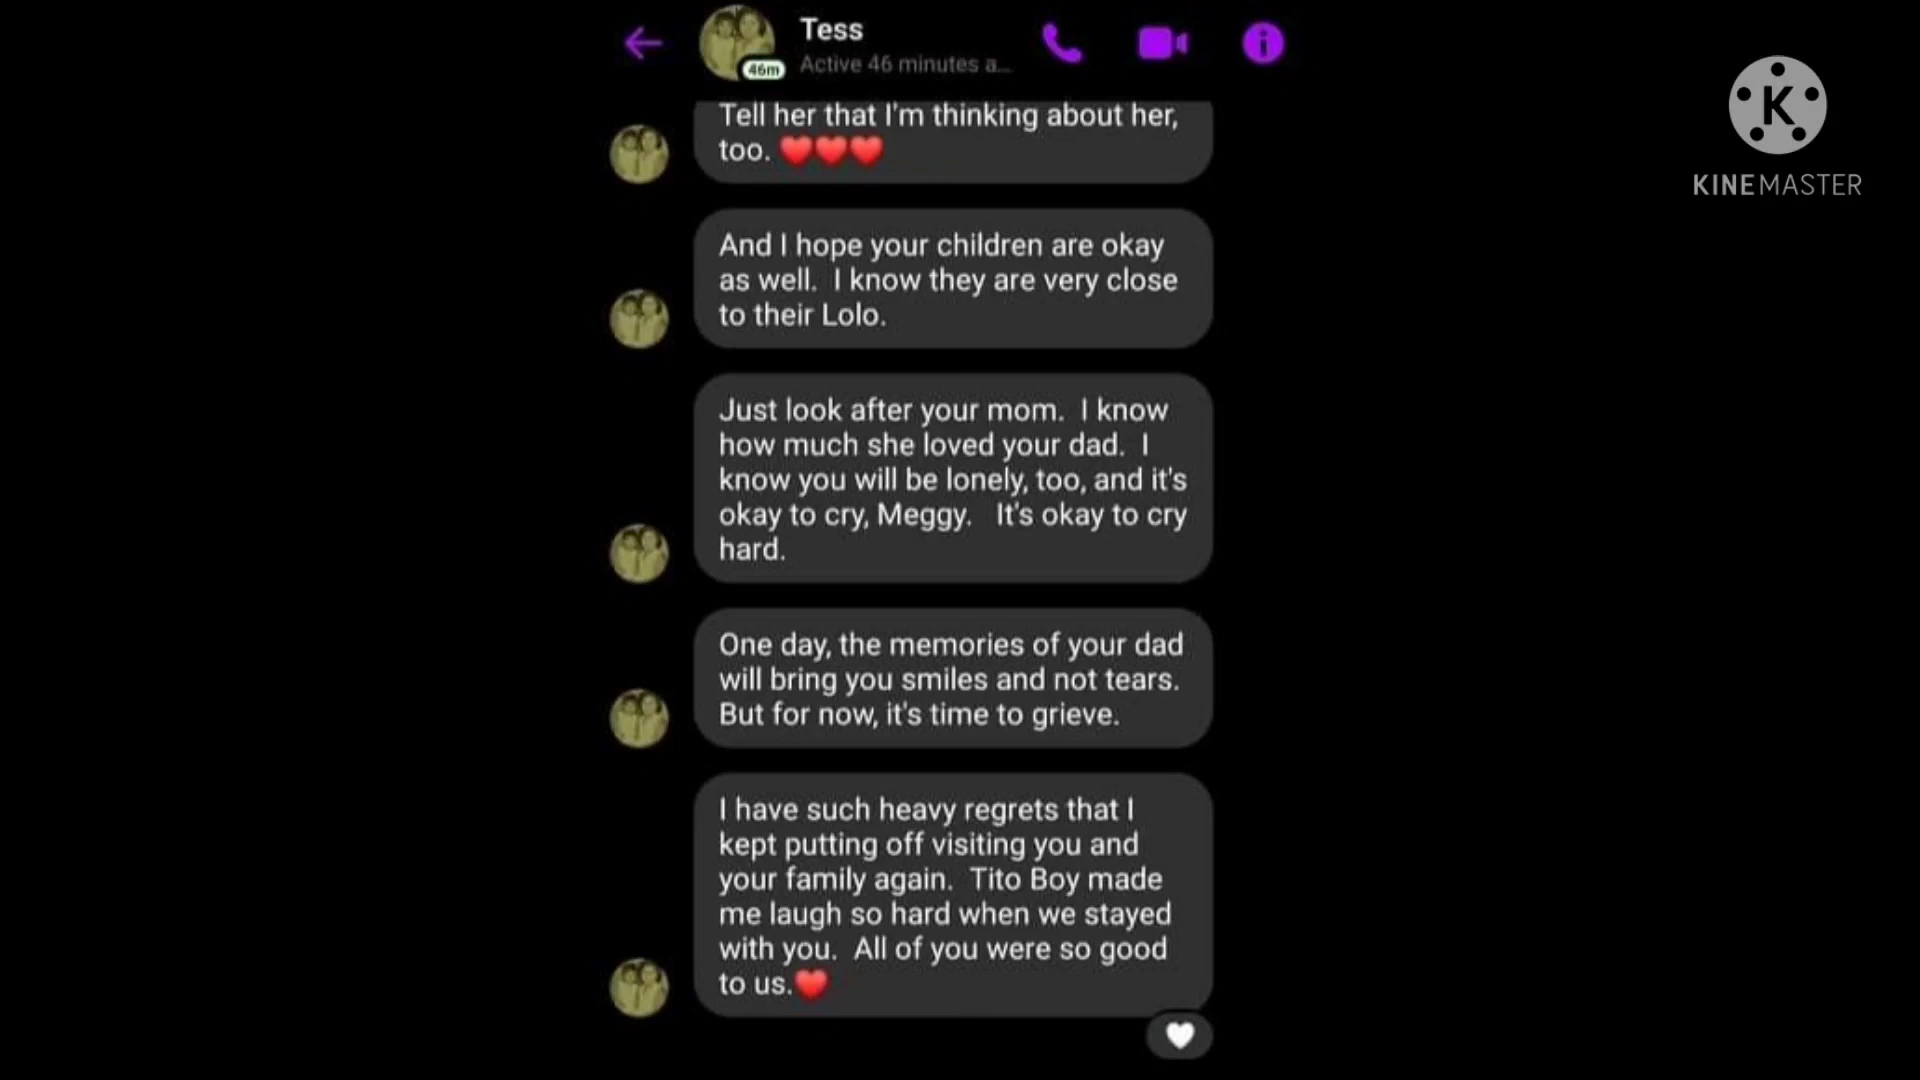 Tess
Active 46 minutes a...
46m
Tell her that I'm thinking about her,
too. ❤️❤️❤️
And I hope your children are okay
as well.  I know they are very close
to their Lolo.
Just look after your mom.  I know
how much she loved your dad.  I
know you will be lonely, too, and it's
okay to cry, Meggy.   It's okay to cry
hard.
One day, the memories of your dad
will bring you smiles and not tears.
But for now, it's time to grieve.
I have such heavy regrets that I
kept putting off visiting you and
your family again.  Tito Boy made
me laugh so hard when we stayed
with you.  All of you were so good
to us.❤️
K
KINEMASTER